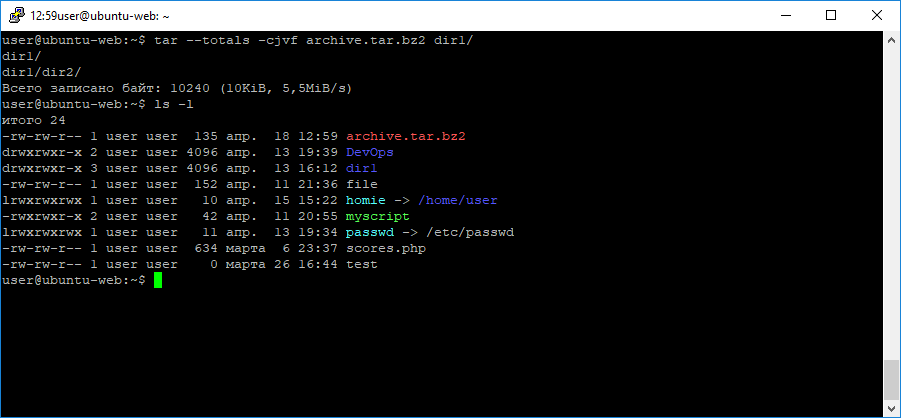 12:59user@ubuntu-web: ~
user@ubuntu-web:~$ tar --totals -cjvf archive.tar.bz2 dir1/
dir1/
dir1/dir2/
Всего записано байт: 10240 (10KiB, 5,5MiB/s)
user@ubuntu-web:~$ ls -l
итого 24
-rw-rw-r-- 1 user user  135 апр.  18 12:59 archive.tar.bz2
drwxrwxr-x 2 user user 4096 апр.  13 19:39 DevOps
drwxrwxr-x 3 user user 4096 апр.  13 16:12 dir1
-rw-rw-r-- 1 user user  152 апр.  11 21:36 file
lrwxrwxrwx 1 user user   10 апр.  15 15:22 homie -> /home/user
-rwxrwxr-x 2 user user   42 апр.  11 20:55 myscript
lrwxrwxrwx 1 user user   11 апр.  13 19:34 passwd -> /etc/passwd
-rw-rw-r-- 1 user user  634 марта  6 23:37 scores.php
-rw-rw-r-- 1 user user    0 марта 26 16:44 test
user@ubuntu-web:~$